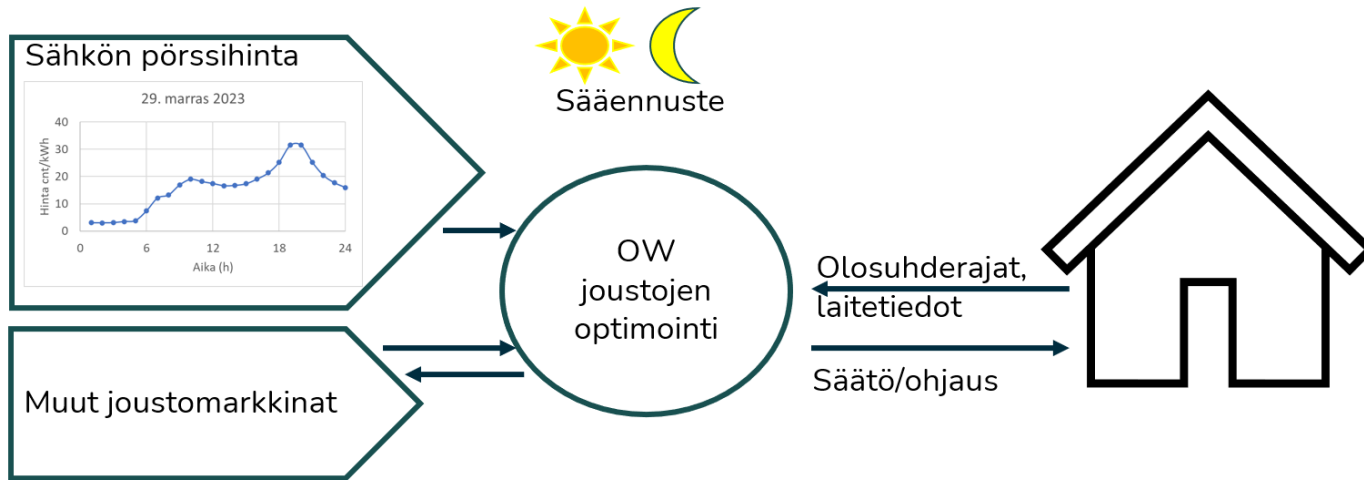 Sähkön pörssihinta
29. marras 2023
Hinta cnt/kWh
40
30
20
10
0
0 6 12 18 24
Aika (h)
Muut joustomarkkinat
Sääennuste
OW
joustojen
optimointi
Olosuhderajat,
laitetiedot
Säätö/ohjaus